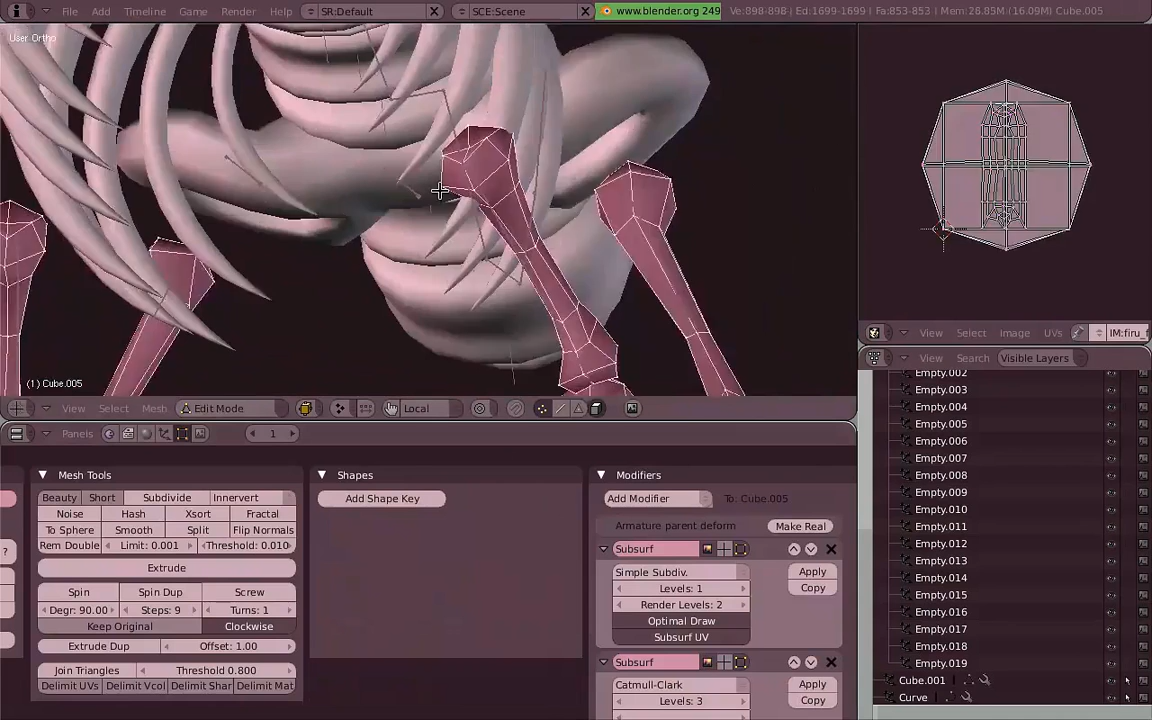 File Add Timeline Game Render Help SR:Default SCE:Scene www.blender.org 249 Ve:898-898 | Ed:1699-1699 | Fa:853-853 | Mem:26.85M (16.09M) Cube.005
User Ortho
(1) Cube.005
View Select Mesh Edit Mode Local
View Select Image UVs IM:firu_f
View Search Visible Layers
Empty.002
Empty.003
Empty.004
Empty.005
Empty.006
Empty.007
Empty.008
Empty.009
Empty.010
Empty.011
Empty.012
Empty.013
Empty.014
Empty.015
Empty.016
Empty.017
Empty.018
Empty.019
Cube.001
Curve
Panels 1
Mesh Tools
Beauty Short Subdivide Innervert
Noise Hash Xsort Fractal
To Sphere Smooth Split Flip Normals
Rem Double Limit: 0.001 Threshold: 0.010
Extrude
Spin Spin Dup Screw
Degr: 90.00 Steps: 9 Turns: 1
Keep Original Clockwise
Extrude Dup Offset: 1.00
Join Triangles Threshold 0.800
Delimit UVs Delimit Vcol Delimit Shar Delimit Mat
Shapes
Add Shape Key
Modifiers
Add Modifier To: Cube.005
Armature parent deform Make Real
Subsurf
Simple Subdiv. Apply
Levels: 1 Copy
Render Levels: 2
Optimal Draw
Subsurf UV
Subsurf
Catmull-Clark Apply
Levels: 3 Copy
?